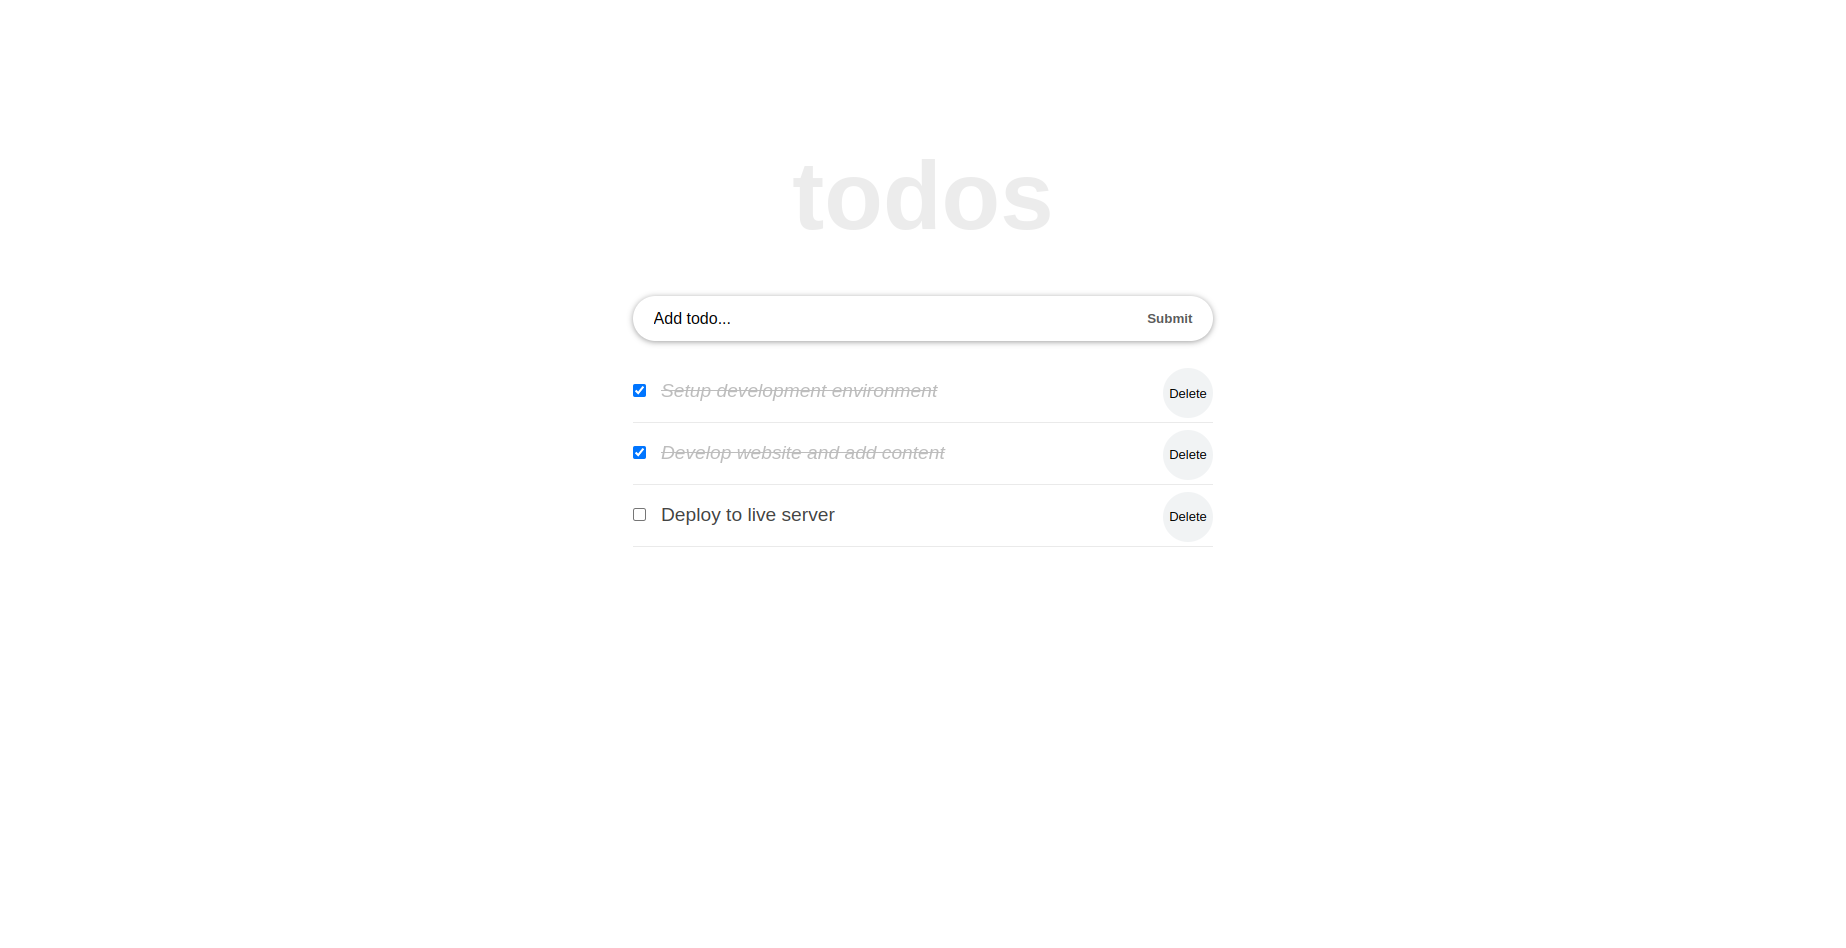 todos
Add todo... Submit
Setup development environment Delete
Develop website and add content Delete
Deploy to live server Delete